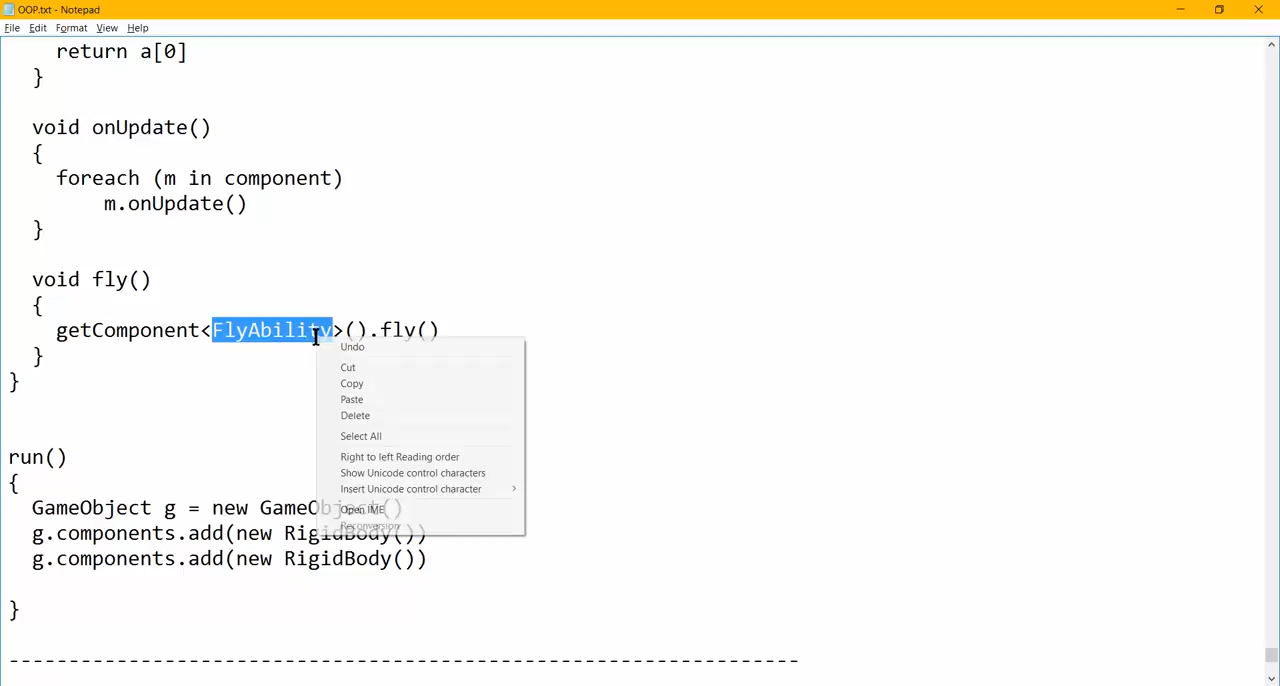 OOP.txt - Notepad
File Edit Format View Help
return a[0]
}
void onUpdate()
{
foreach (m in component)
m.onUpdate()
}
void fly()
{
getComponent<FlyAbility>().fly()
}
}
Undo
Cut
Copy
Paste
Delete
Select All
Right to left Reading order
Show Unicode control characters
Insert Unicode control character >
Open IME
Reconversion
run()
{
GameObject g = new GameObject()
g.components.add(new RigidBody())
g.components.add(new RigidBody())
}
------------------------------------------------------------------